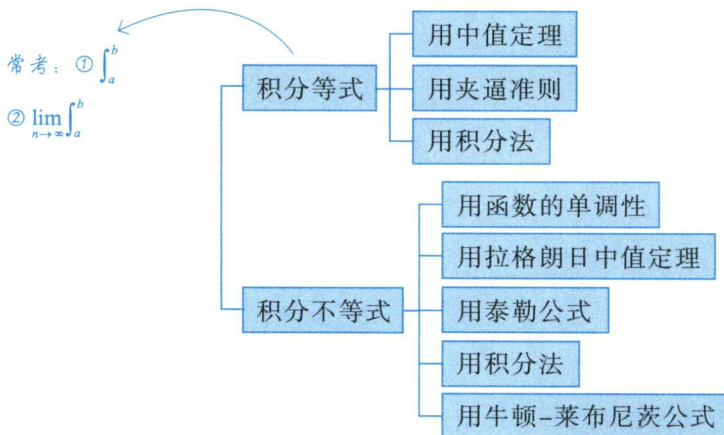 常考：① ∫_a^b
② lim_{n→∞} ∫_a^b
积分等式
用中值定理
用夹逼准则
用积分法
积分不等式
用函数的单调性
用拉格朗日中值定理
用泰勒公式
用积分法
用牛顿-莱布尼茨公式